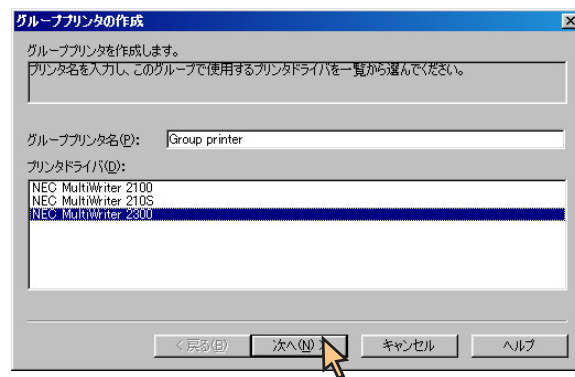 グループプリンタの作成
グループプリンタを作成します。
プリンタ名を入力し、このグループで使用するプリンタドライバを一覧から選んでください。
グループプリンタ名(P): Group printer
プリンタドライバ(D):
NEC MultiWriter 2100
NEC MultiWriter 210S
NEC MultiWriter 2300
< 戻る(B) 次へ(N) > キャンセル ヘルプ